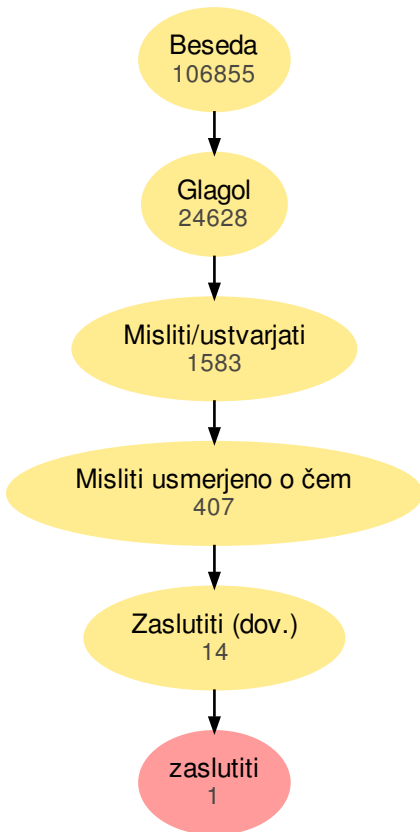 Beseda
106855
Glagol
24628
Misliti/ustvarjati
1583
Misliti usmerjeno o čem
407
Zaslutiti (dov.)
14
zaslutiti
1